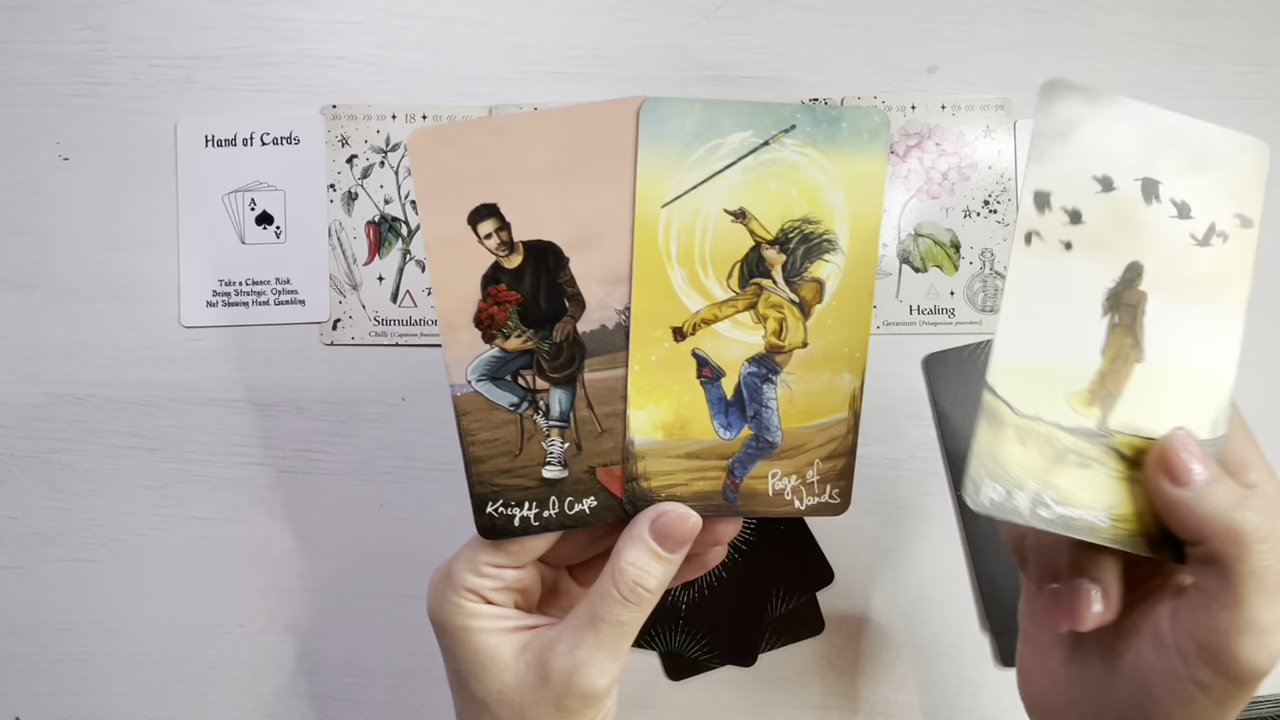 Hand of Cards
A
A
Take a Chance, Risk,
Being Strategic, Options,
Not Showing Hand, Gambling
18
Stimulation
Chilli (Capsicum
Knight of Cups
Page of
Wands
Healing
Geranium (Pelargonium